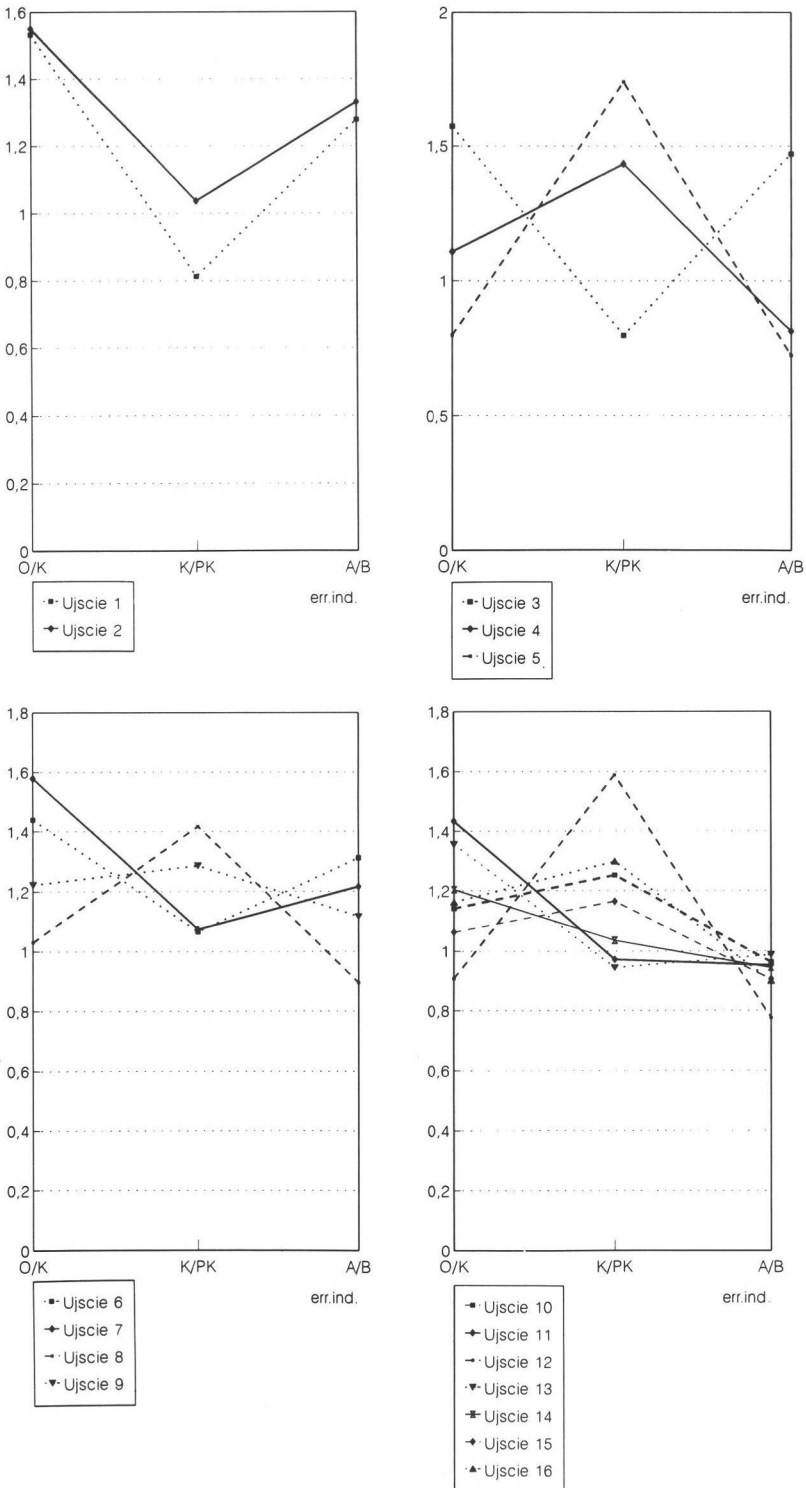 1,6
1,4
1,2
1
0,8
0,6
0,4
0,2
0
O/K K/PK A/B
err.ind.
Ujscie 1
Ujscie 2
2
1,5
1
0,5
0
O/K K/PK A/B
err.ind.
Ujscie 3
Ujscie 4
Ujscie 5
1,8
1,6
1,4
1,2
1
0,8
0,6
0,4
0,2
0
O/K K/PK A/B
err.ind.
Ujscie 6
Ujscie 7
Ujscie 8
Ujscie 9
1,8
1,6
1,4
1,2
1
0,8
0,6
0,4
0,2
0
O/K K/PK A/B
err.ind.
Ujscie 10
Ujscie 11
Ujscie 12
Ujscie 13
Ujscie 14
Ujscie 15
Ujscie 16